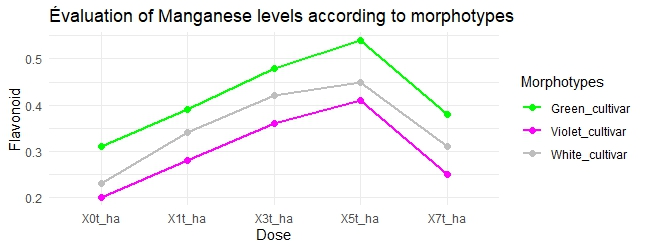 Évaluation of Manganese levels according to morphotypes
Flavonoid
0.5
0.4
0.3
0.2
X0t_ha X1t_ha X3t_ha X5t_ha X7t_ha
Dose
Morphotypes
Green_cultivar
Violet_cultivar
White_cultivar